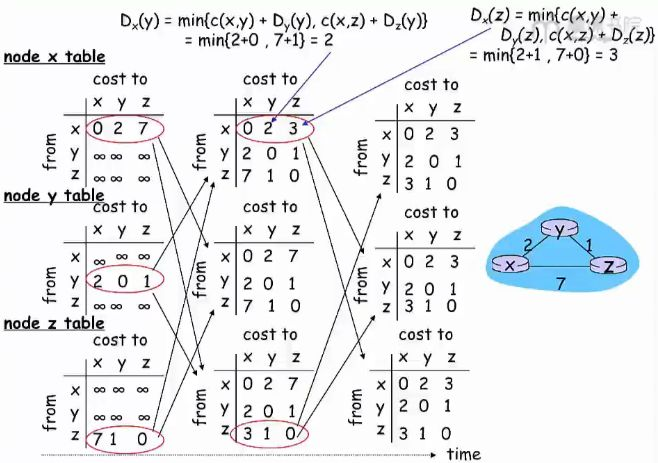 Dx(y) = min{c(x,y) + Dy(y), c(x,z) + Dz(y)}
= min{2+0 , 7+1} = 2
Dx(z) = min{c(x,y) +
Dy(z), c(x,z) + Dz(z)}
= min{2+1 , 7+0} = 3
node x table
cost to
x y z
from
x 0 2 7
y ∞ ∞ ∞
z ∞ ∞ ∞
cost to
x y z
from
x 0 2 3
y 2 0 1
z 7 1 0
cost to
x y z
from
x 0 2 3
y 2 0 1
z 3 1 0
node y table
cost to
x y z
from
x ∞ ∞ ∞
y 2 0 1
z ∞ ∞ ∞
cost to
x y z
from
x 0 2 7
y 2 0 1
z 7 1 0
cost to
x y z
from
x 0 2 3
y 2 0 1
z 3 1 0
node z table
cost to
x y z
from
x ∞ ∞ ∞
y ∞ ∞ ∞
z 7 1 0
cost to
x y z
from
x 0 2 7
y 2 0 1
z 3 1 0
cost to
x y z
from
x 0 2 3
y 2 0 1
z 3 1 0
time
y
2 1
x z
7